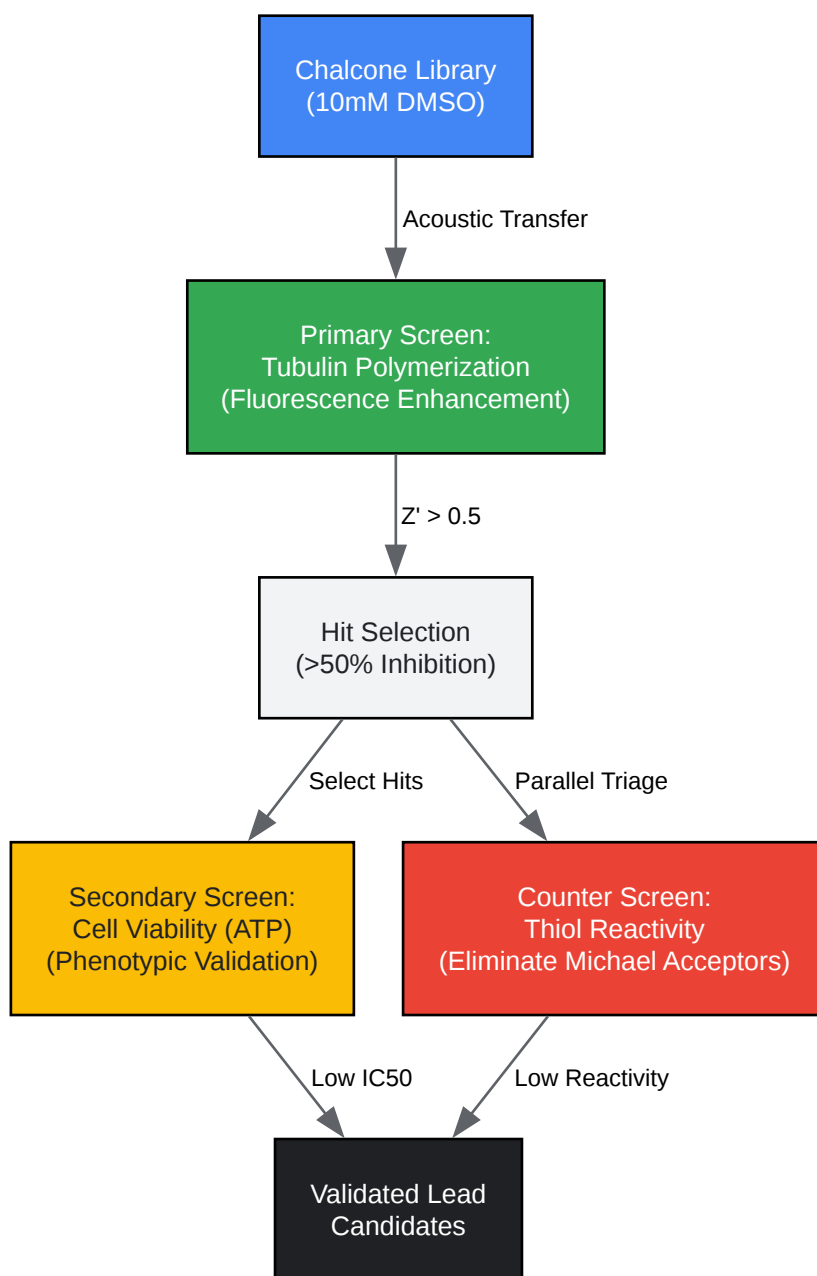 Chalcone Library
(10mM DMSO)
Acoustic Transfer
Primary Screen:
Tubulin Polymerization
(Fluorescence Enhancement)
Z' > 0.5
Hit Selection
(>50% Inhibition)
Select Hits
Parallel Triage
Secondary Screen:
Cell Viability (ATP)
(Phenotypic Validation)
Counter Screen:
Thiol Reactivity
(Eliminate Michael Acceptors)
Low IC50
Low Reactivity
Validated Lead
Candidates